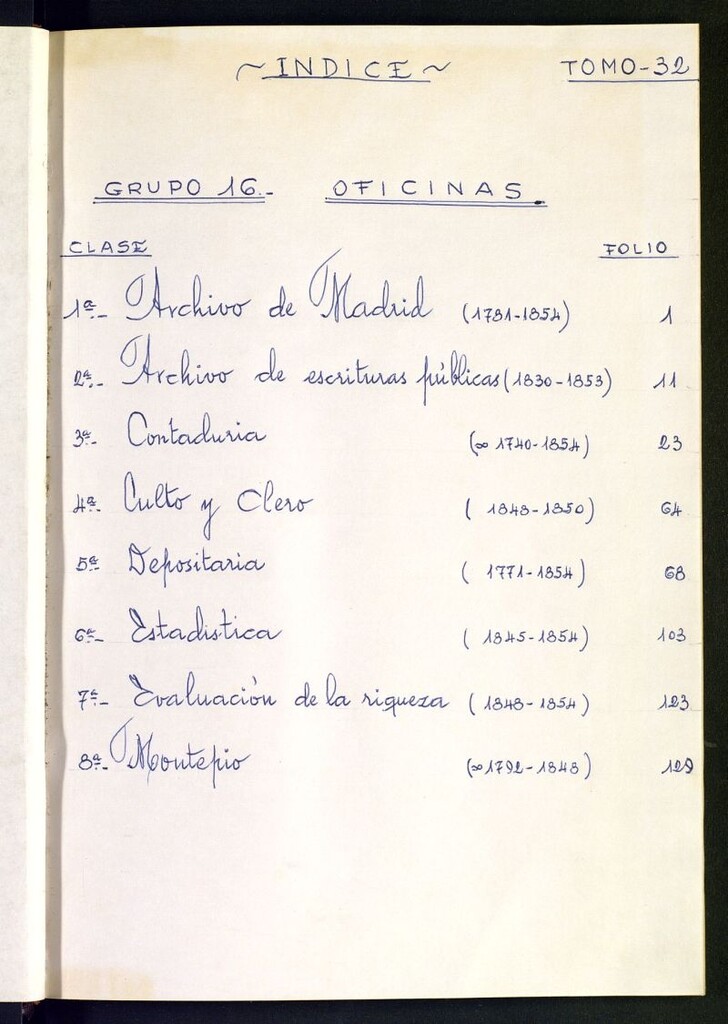 ~ INDICE ~ TOMO-32
GRUPO 16.- OFICINAS.
CLASE FOLIO
1ª.- Archivo de Madrid (1781-1854) 1
2ª.- Archivo de escrituras públicas (1830-1853) 11
3ª.- Contaduria (∞ 1740-1854) 23
4ª.- Culto y Clero ( 1848-1850) 64
5ª.- Depositaria ( 1771-1854) 68
6ª.- Estadistica ( 1845-1854) 103
7ª.- Evaluación de la riqueza ( 1848-1854) 123
8ª.- Montepio (∞ 1792-1848) 129